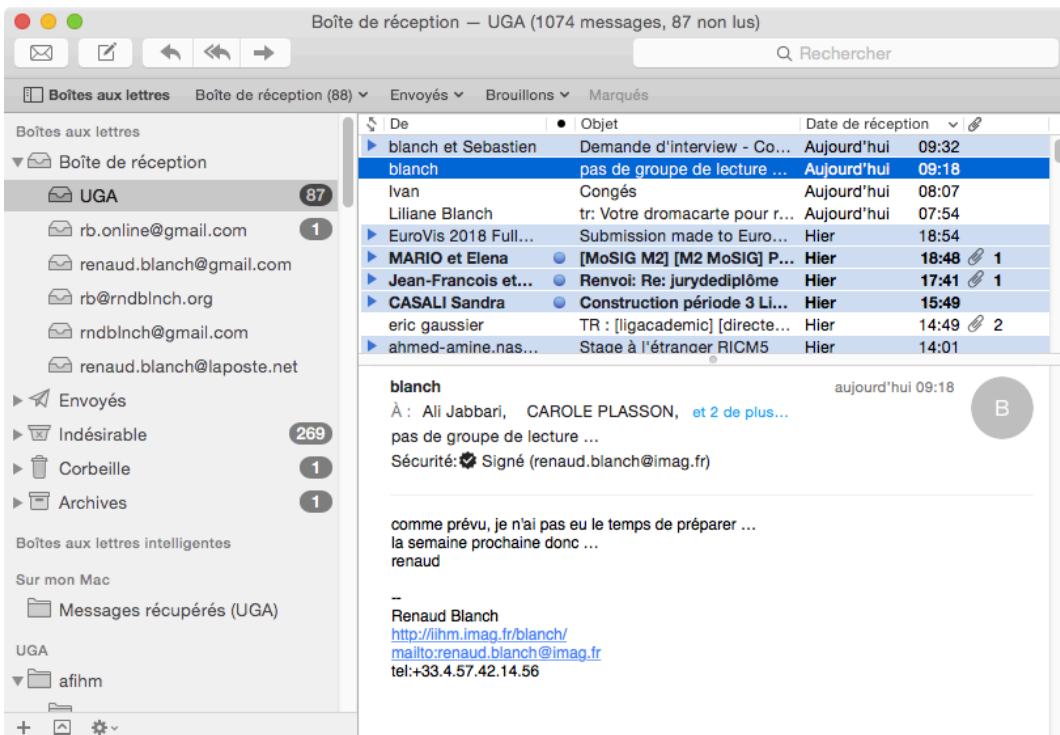 Boîte de réception — UGA (1074 messages, 87 non lus)
Rechercher
Boîtes aux lettres Boîte de réception (88) Envoyés Brouillons Marqués
Boîtes aux lettres
Boîte de réception
UGA 87
rb.online@gmail.com 1
renaud.blanch@gmail.com
rb@rndblnch.org
rndblnch@gmail.com
renaud.blanch@laposte.net
Envoyés
Indésirable 269
Corbeille 1
Archives 1
Boîtes aux lettres intelligentes
Sur mon Mac
Messages récupérés (UGA)
UGA
afihm
De Objet Date de réception
blanch et Sebastien Demande d'interview - Co... Aujourd'hui 09:32
blanch pas de groupe de lecture ... Aujourd'hui 09:18
Ivan Congés Aujourd'hui 08:07
Liliane Blanch tr: Votre dromacarte pour r... Aujourd'hui 07:54
EuroVis 2018 Full... Submission made to Euro... Hier 18:54
MARIO et Elena [MoSIG M2] [M2 MoSIG] P... Hier 18:48 1
Jean-Francois et... Renvoi: Re: jurydediplôme Hier 17:41 1
CASALI Sandra Construction période 3 Li... Hier 15:49
eric gaussier TR : [ligacademic] [directe... Hier 14:49 2
ahmed-amine.nas... Stage à l'étranger RICM5 Hier 14:01
blanch aujourd'hui 09:18
B
À : Ali Jabbari, CAROLE PLASSON, et 2 de plus...
pas de groupe de lecture ...
Sécurité: Signé (renaud.blanch@imag.fr)
comme prévu, je n'ai pas eu le temps de préparer ...
la semaine prochaine donc ...
renaud
--
Renaud Blanch
http://iihm.imag.fr/blanch/
mailto:renaud.blanch@imag.fr
tel:+33.4.57.42.14.56